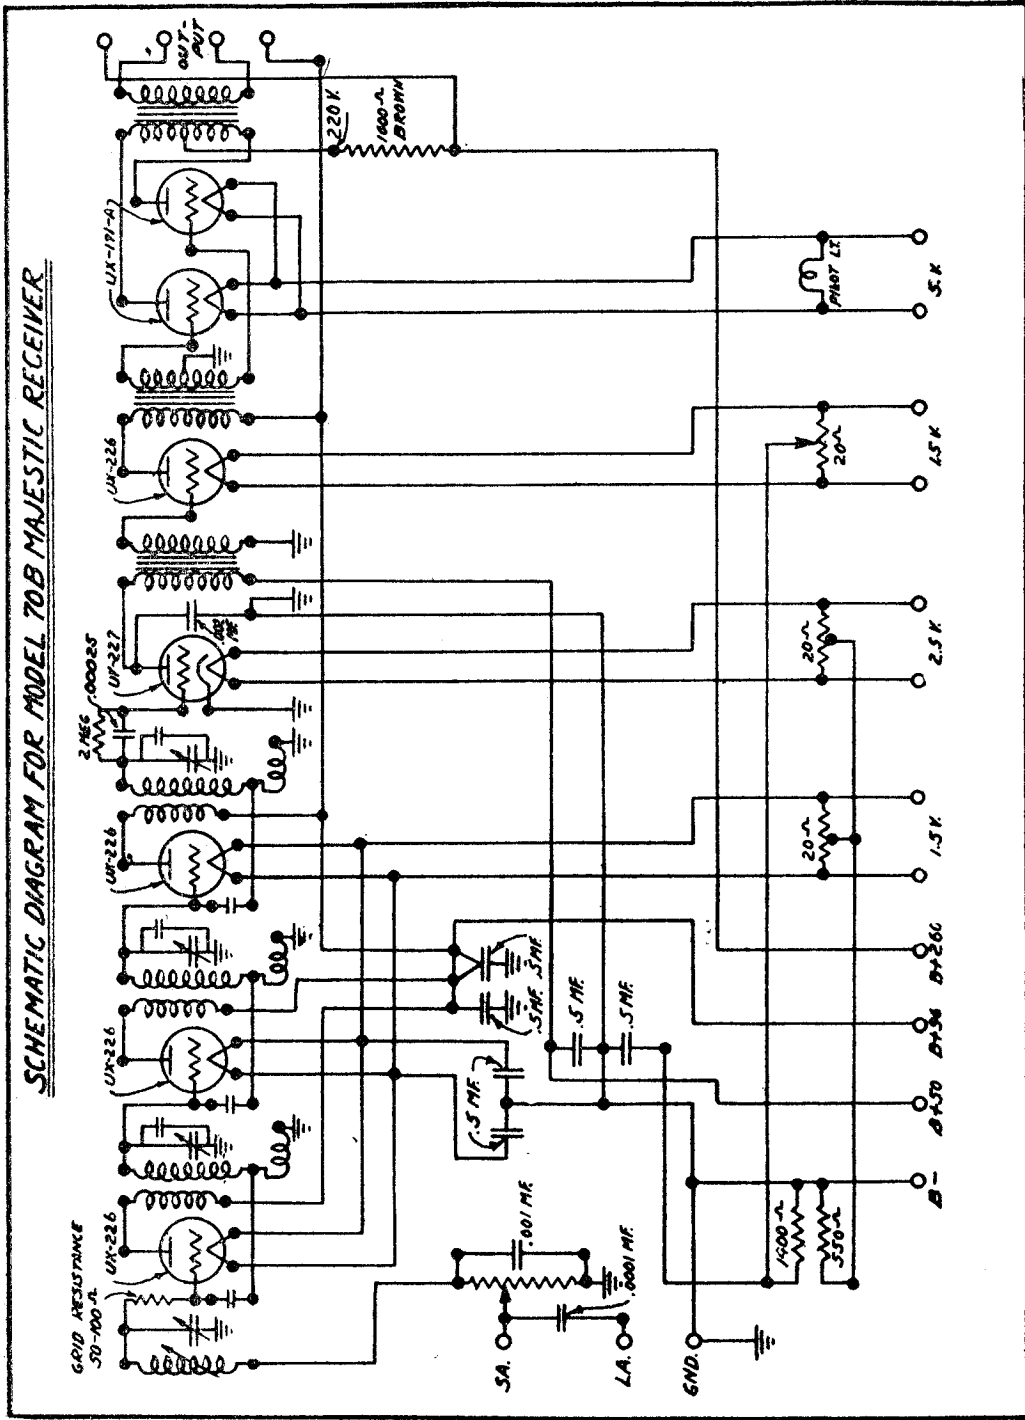 SCHEMATIC DIAGRAM FOR MODEL 70B MAJESTIC RECEIVER
GRID RESISTANCE
50-100 Ω
UX-226
UX-226
UX-226
2 MEG
.00025
UY-227
.002
MF.
UX-226
UX-171-A
OUT-
PUT
220 V.
1600 Ω
BROWN
.5 MF.
.5 MF.
.5 MF.
.5 MF.
.5 MF.
.001 MF.
.0001 MF.
SA.
LA.
GND.
1400 Ω
550 Ω
20 Ω
20 Ω
20 Ω
PILOT LT.
B-
B+50
B+96
B+260
1.5 V.
2.5 V.
1.5 V.
5. V.